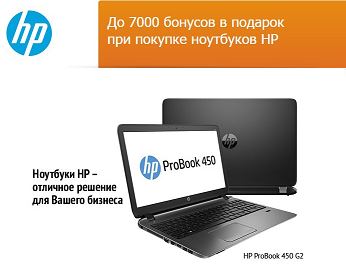 hp
До 7000 бонусов в подарок
при покупке ноутбуков HP
Ноутбуки HP –
отличное решение
для Вашего бизнеса
hp ProBook 450
hp
HP ProBook 450 G2